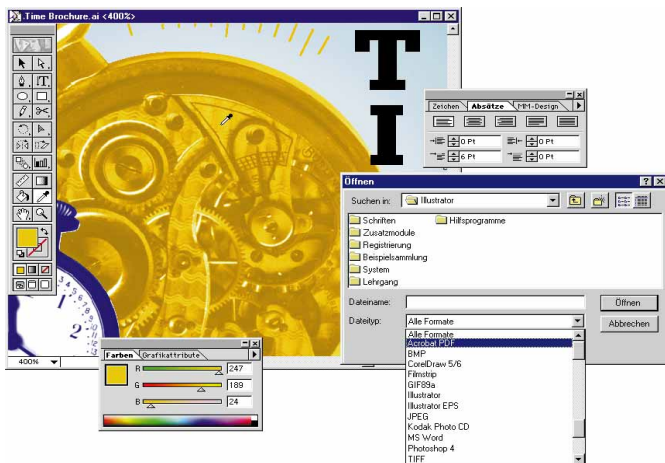 .Time Brochure.ai <400%>
T
I
Zeichen Absätze MM-Design
0 Pt 0 Pt
6 Pt 0 Pt
Öffnen
Suchen in: Illustrator
Schriften Hilfsprogramme
Zusatzmodule
Registrierung
Beispielsammlung
System
Lehrgang
Dateiname: Öffnen
Dateityp: Alle Formate Abbrechen
Alle Formate
Acrobat PDF
BMP
CorelDraw 5/6
Filmstrip
GIF89a
Illustrator
Illustrator EPS
JPEG
Kodak Photo CD
MS Word
Photoshop 4
TIFF
1
2
3
400%
Farben Grafikattribute
R 247
G 189
B 24